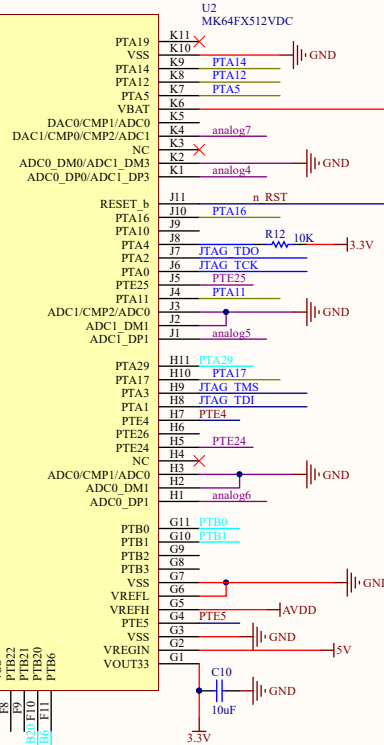 U2
MK64FX512VDC
PTA19 K11
VSS K10 GND
PTA14 K9 PTA14
PTA12 K8 PTA12
PTA5 K7 PTA5
VBAT K6
DAC0/CMP1/ADC0 K5
DAC1/CMP0/CMP2/ADC1 K4 analog7
NC K3
ADC0_DM0/ADC1_DM3 K2 GND
ADC0_DP0/ADC1_DP3 K1 analog4
RESET_b J11 n_RST
PTA16 J10 PTA16
PTA10 J9
PTA4 J8 R12 10K 3.3V
PTA2 J7 JTAG_TDO
PTA0 J6 JTAG_TCK
PTE25 J5 PTE25
PTA11 J4 PTA11
ADC1/CMP2/ADC0 J3 GND
ADC1_DM1 J2
ADC1_DP1 J1 analog5
PTA29 H11 PTA29
PTA17 H10 PTA17
PTA3 H9 JTAG_TMS
PTA1 H8 JTAG_TDI
PTE4 H7 PTE4
PTE26 H6
PTE24 H5 PTE24
NC H4
ADC0/CMP1/ADC0 H3 GND
ADC0_DM1 H2
ADC0_DP1 H1 analog6
PTB0 G11 PTB0
PTB1 G10 PTB1
PTB2 G9
PTB3 G8
VSS G7 GND
VREFL G6
VREFH G5 AVDD
PTE5 G4 PTE5
VSS G3 GND
VREGIN G2 5V
VOUT33 G1
C10
GND
10uF
3.3V
PTB22 F8
PTB21 F9
PTB20 F10 B20
PTB6 F11 B6